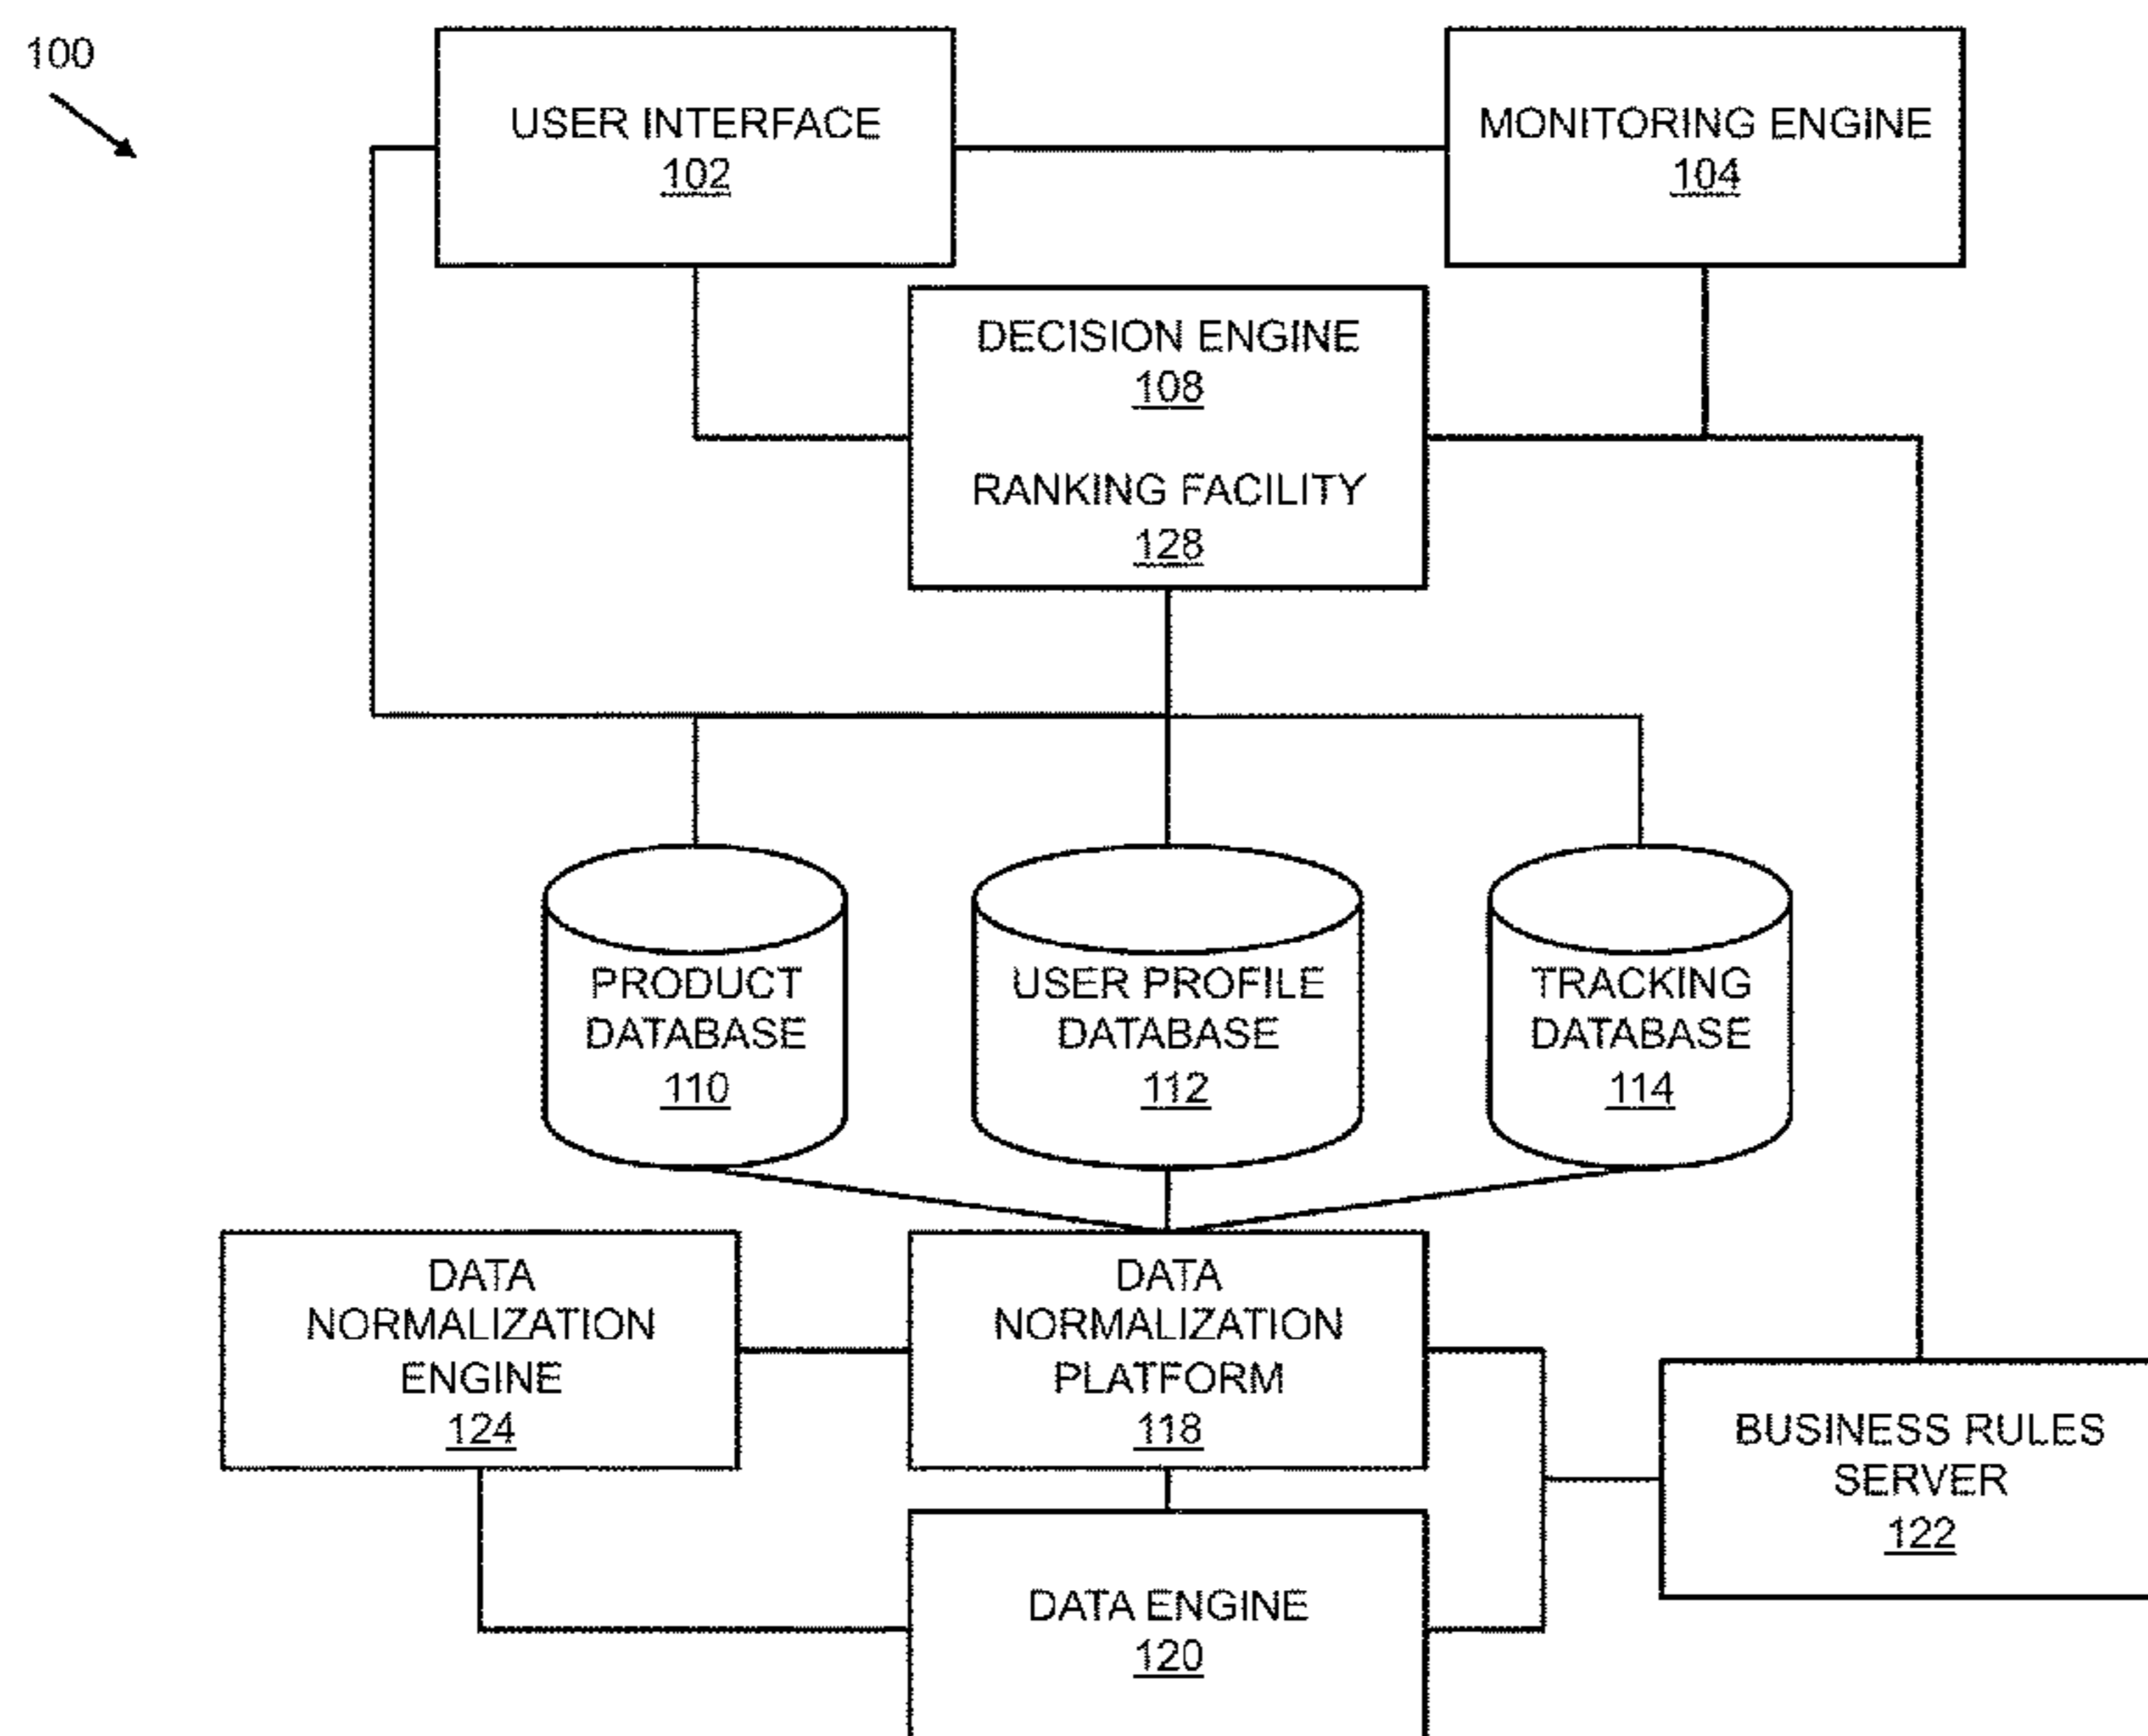 100
USER INTERFACE
102
MONITORING ENGINE
104
DECISION ENGINE
108
RANKING FACILITY
128
PRODUCT
DATABASE
110
USER PROFILE
DATABASE
112
TRACKING
DATABASE
114
DATA
NORMALIZATION
ENGINE
124
DATA
NORMALIZATION
PLATFORM
118
BUSINESS RULES
SERVER
122
DATA ENGINE
120